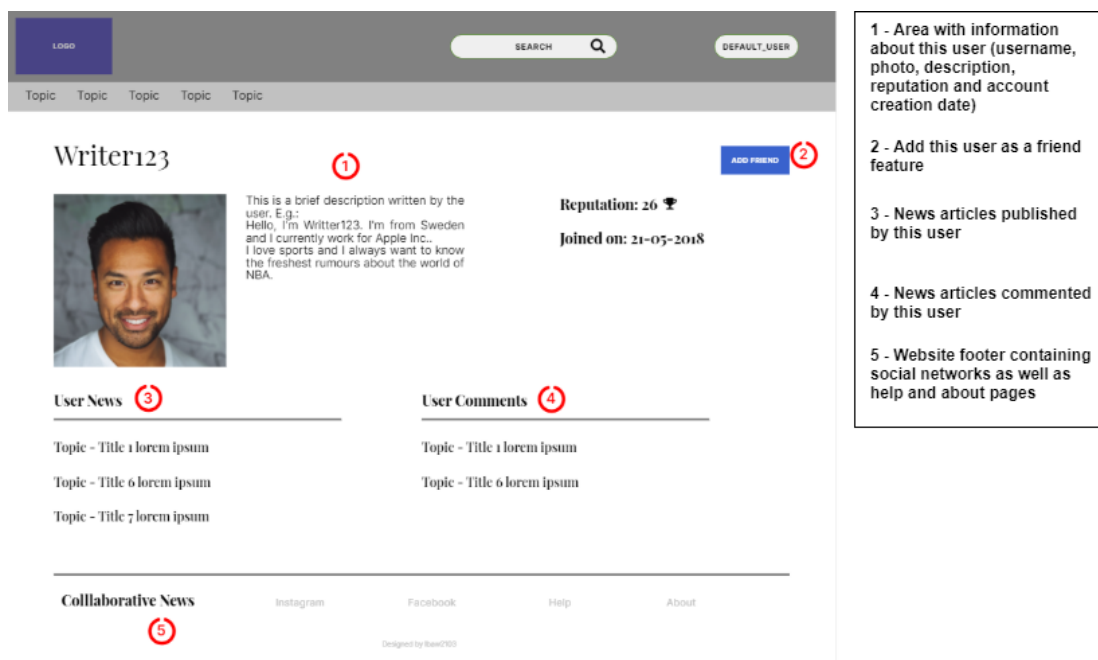 LOGO
SEARCH
DEFAULT_USER
Topic Topic Topic Topic Topic
Writer123
1
ADD FRIEND
2
This is a brief description written by the
user. E.g.:
Hello, I'm Writter123. I'm from Sweden
and I currently work for Apple Inc..
I love sports and I always want to know
the freshest rumours about the world of
NBA.
Reputation: 26
Joined on: 21-05-2018
User News
3
Topic - Title 1 lorem ipsum
Topic - Title 6 lorem ipsum
Topic - Title 7 lorem ipsum
User Comments
4
Topic - Title 1 lorem ipsum
Topic - Title 6 lorem ipsum
Colllaborative News
5
Instagram Facebook Help About
Designed by lbaw2103
1 - Area with information
about this user (username,
photo, description,
reputation and account
creation date)
2 - Add this user as a friend
feature
3 - News articles published
by this user
4 - News articles commented
by this user
5 - Website footer containing
social networks as well as
help and about pages